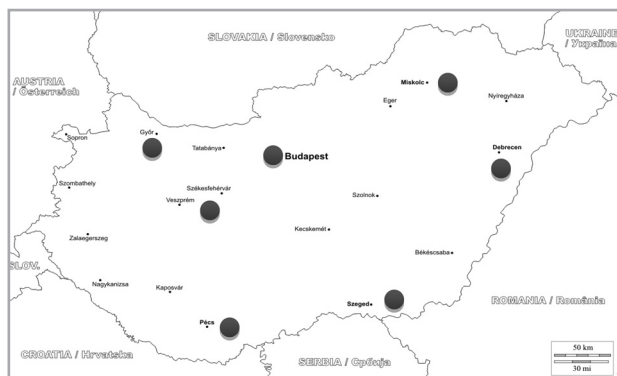 SLOVAKIA / Slovensko
UKRAINE
/ Україна
AUSTRIA
/ Österreich
Miskolc
Eger
Nyíregyháza
Sopron
Győr
Tatabánya
Budapest
Debrecen
Szombathely
Székesfehérvár
Veszprém
Szolnok
Zalaegerszeg
Kecskemét
Békéscsaba
SLOV.
Nagykanizsa
Kaposvár
Szeged
ROMANIA / România
Pécs
CROATIA / Hrvatska
SERBIA / Србија
50 km
30 mi